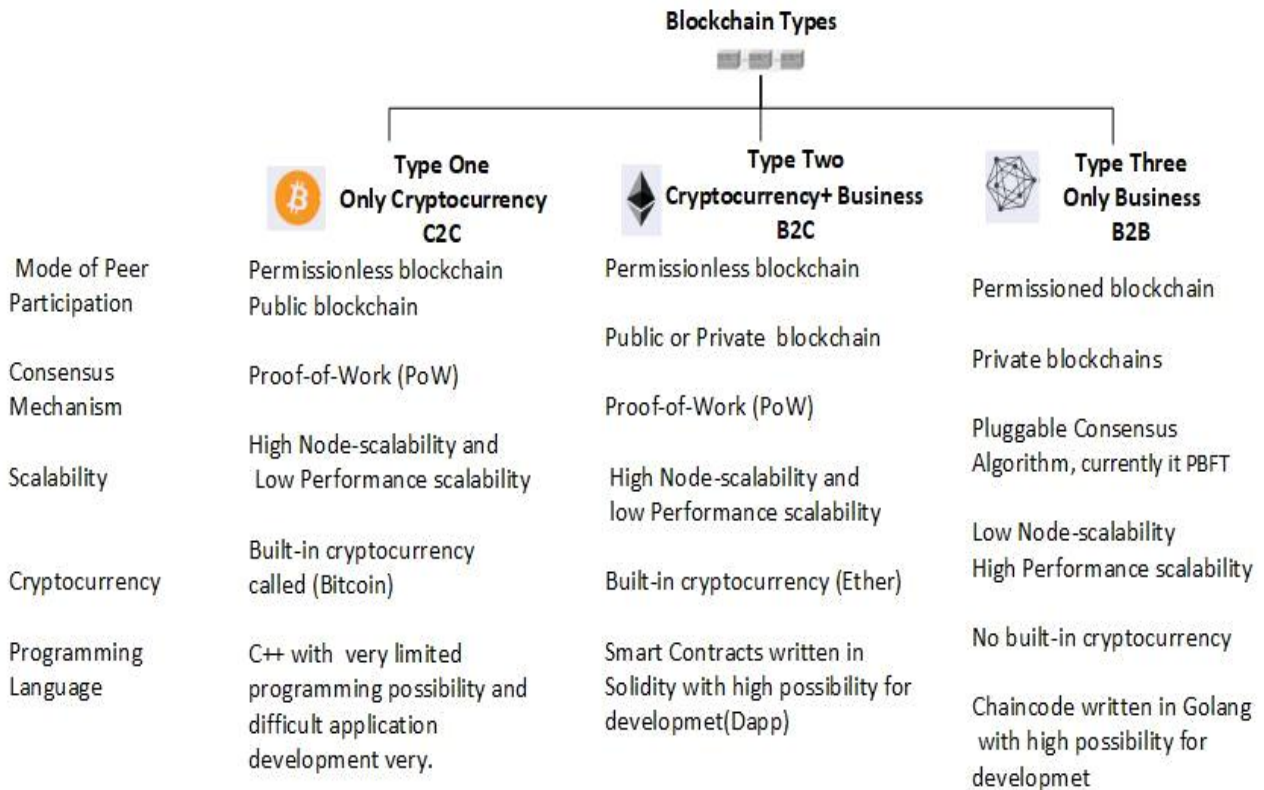 Blockchain Types
Type One
Only Cryptocurrency
C2C
Type Two
Cryptocurrency+ Business
B2C
Type Three
Only Business
B2B
Mode of Peer
Participation
Permissionless blockchain
Public blockchain
Permissionless blockchain
Public or Private blockchain
Permissioned blockchain
Private blockchains
Consensus
Mechanism
Proof-of-Work (PoW)
Proof-of-Work (PoW)
Pluggable Consensus
Algorithm, currently it PBFT
Scalability
High Node-scalability and
Low Performance scalability
High Node-scalability and
low Performance scalability
Low Node-scalability
High Performance scalability
Cryptocurrency
Built-in cryptocurrency
called (Bitcoin)
Built-in cryptocurrency (Ether)
No built-in cryptocurrency
Programming
Language
C++ with very limited
programming possibility and
difficult application
development very.
Smart Contracts written in
Solidity with high possibility for
developmet(Dapp)
Chaincode written in Golang
with high possibility for
developmet